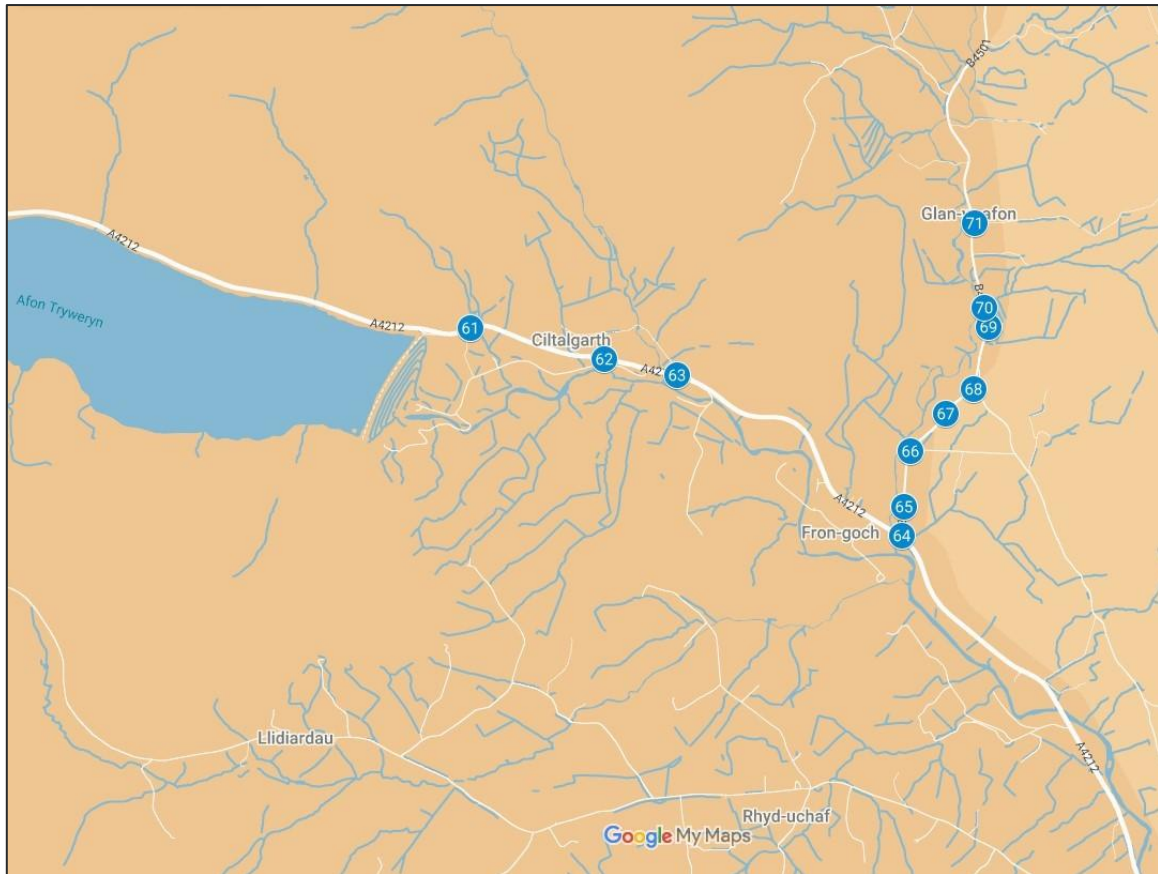 B4501
Glan-yr-afon
71
A4212
Afon Tryweryn
A4212
61
Ciltalgarth
62
63
70
69
68
67
66
A4212
65
Fron-goch
64
Llidiardau
A4212
Rhyd-uchaf
Google My Maps